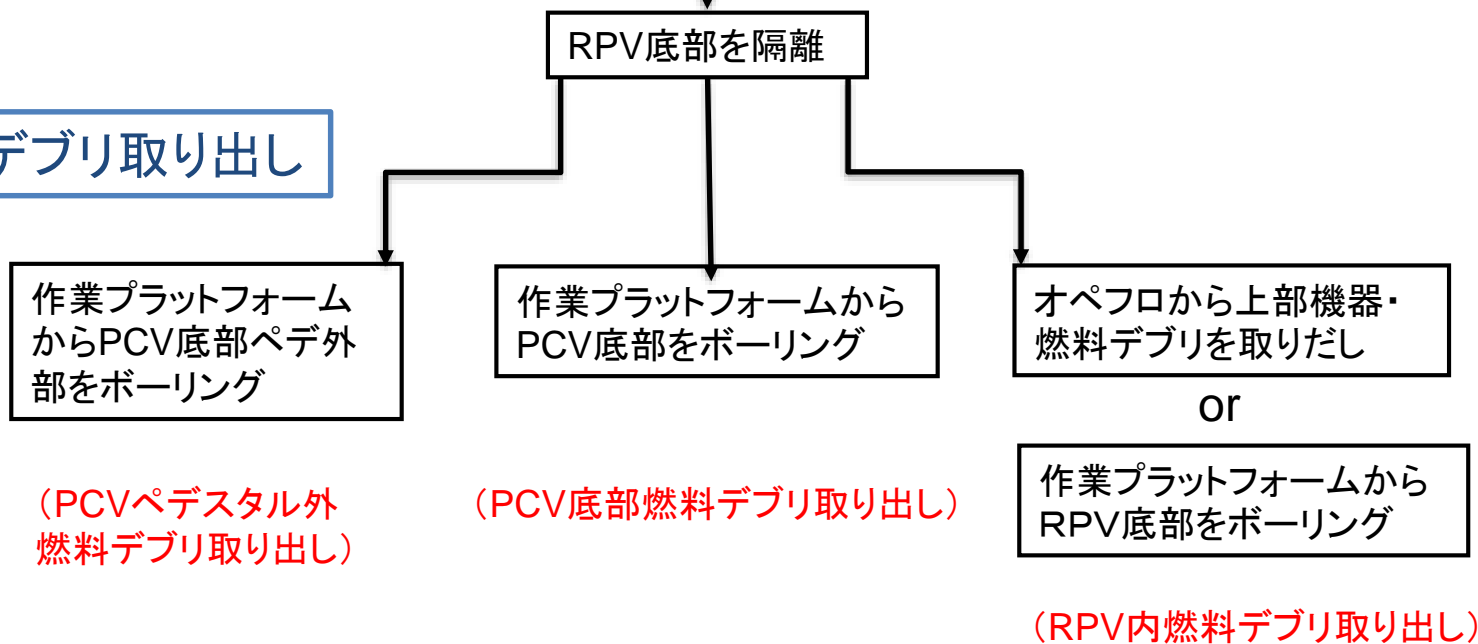 RPV底部を隔離
デブリ取り出し
作業プラットフォーム
からPCV底部ペデ外
部をボーリング
作業プラットフォームから
PCV底部をボーリング
オペフロから上部機器・
燃料デブリを取りだし
or
作業プラットフォームから
ＲＰＶ底部をボーリング
（PCVペデスタル外
燃料デブリ取り出し）
（PCV底部燃料デブリ取り出し）
（RPV内燃料デブリ取り出し）